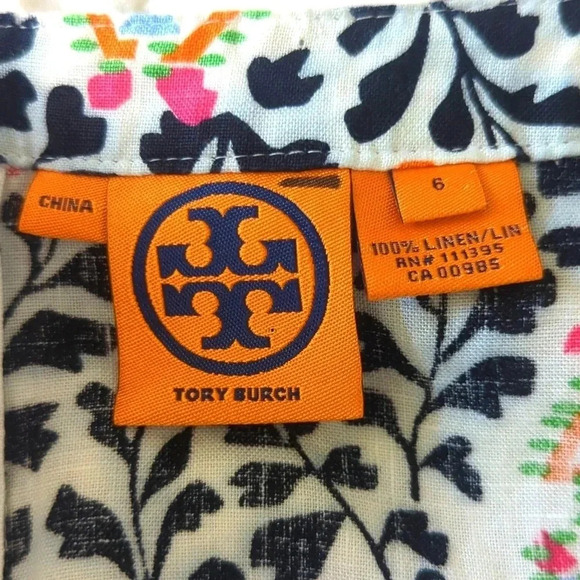 CHINA
TORY BURCH
6
100% LINEN/LIN
RN# 111395
CA 00985